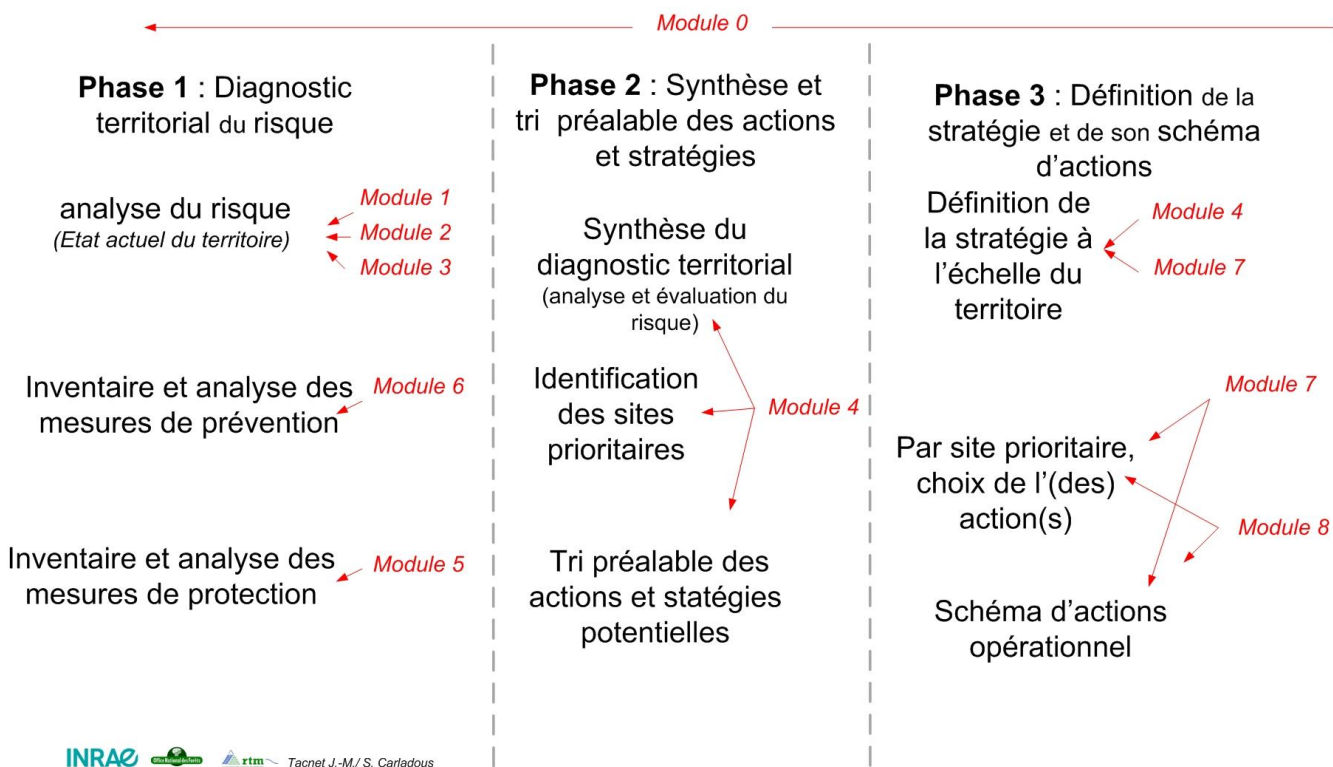 Module 0
Phase 1 : Diagnostic
territorial du risque
analyse du risque
(Etat actuel du territoire)
Module 1
Module 2
Module 3
Inventaire et analyse des
mesures de prévention
Module 6
Inventaire et analyse des
mesures de protection
Module 5
Phase 2 : Synthèse et
tri préalable des actions
et stratégies
Synthèse du
diagnostic territorial
(analyse et évaluation du
risque)
Identification
des sites
prioritaires
Module 4
Tri préalable des
actions et statégies
potentielles
Phase 3 : Définition de la
stratégie et de son schéma
d'actions
Définition de
la stratégie à
l'échelle du
territoire
Module 4
Module 7
Module 7
Par site prioritaire,
choix de l'(des)
action(s)
Module 8
Schéma d'actions
opérationnel
INRAE
Office National des Forêts
rtm
Tacnet J.-M./ S. Carladous